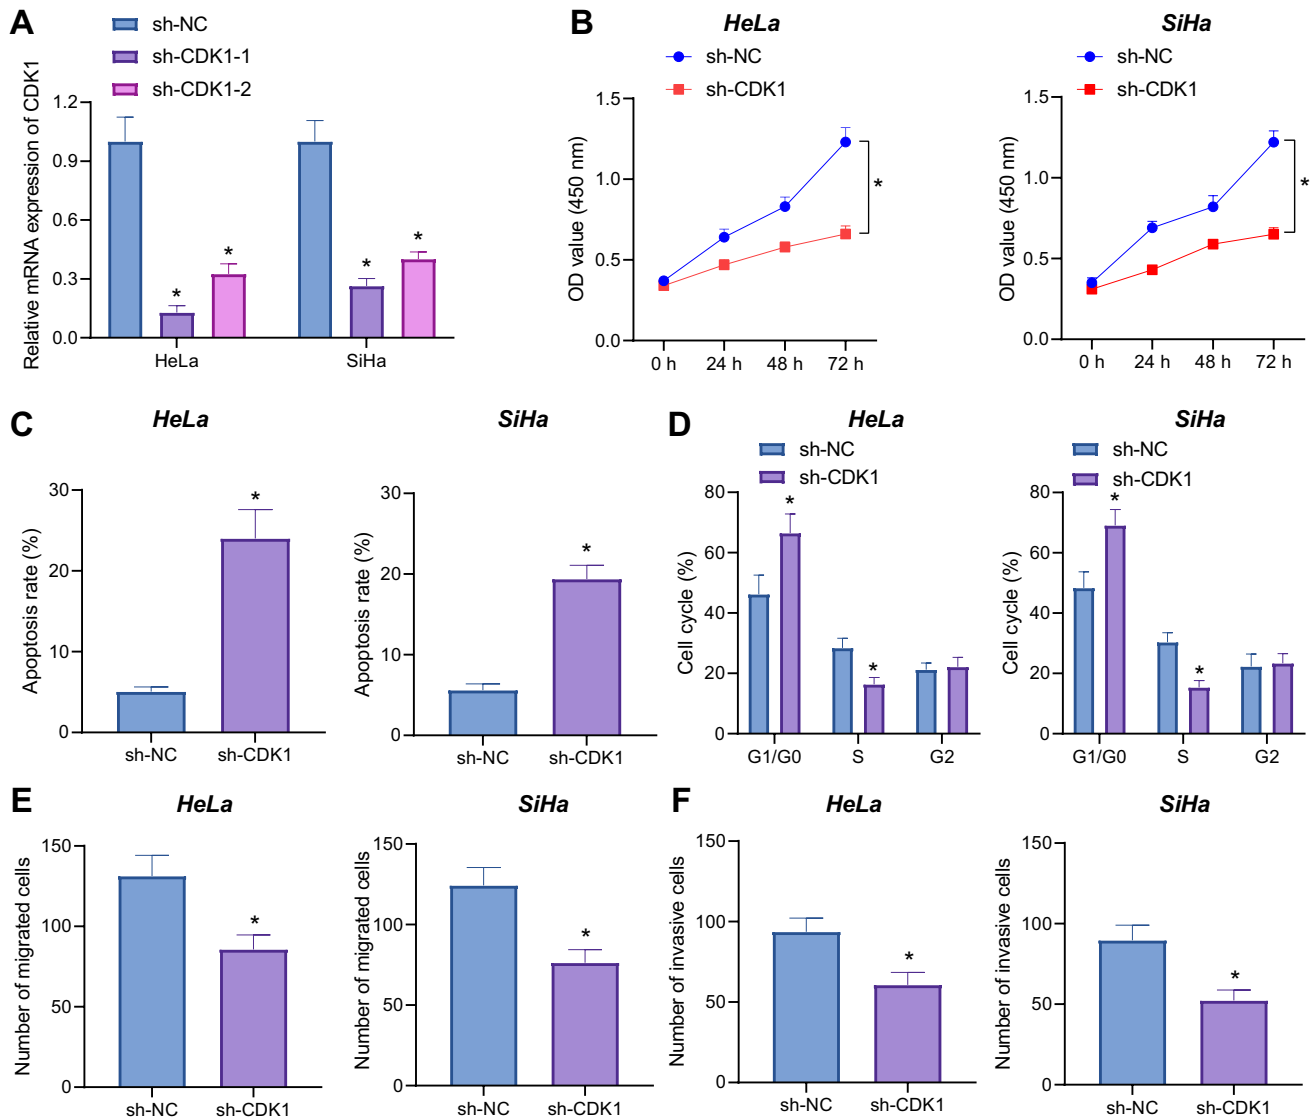 A
sh-NC
sh-CDK1-1
sh-CDK1-2
Relative mRNA expression of CDK1
1.2
0.9
0.6
0.3
0.0
*
*
*
*
HeLa
SiHa
B
HeLa
sh-NC
sh-CDK1
OD value (450 nm)
1.5
1.0
0.5
0.0
*
0 h
24 h
48 h
72 h
SiHa
sh-NC
sh-CDK1
OD value (450 nm)
1.5
1.0
0.5
0.0
*
0 h
24 h
48 h
72 h
C
HeLa
Apoptosis rate (%)
30
20
10
0
*
sh-NC
sh-CDK1
SiHa
Apoptosis rate (%)
30
20
10
0
*
sh-NC
sh-CDK1
D
HeLa
sh-NC
sh-CDK1
Cell cycle (%)
80
60
40
20
0
*
*
G1/G0
S
G2
SiHa
sh-NC
sh-CDK1
Cell cycle (%)
80
60
40
20
0
*
*
G1/G0
S
G2
E
HeLa
Number of migrated cells
150
100
50
0
*
sh-NC
sh-CDK1
SiHa
Number of migrated cells
150
100
50
0
*
sh-NC
sh-CDK1
F
HeLa
Number of invasive cells
150
100
50
0
*
sh-NC
sh-CDK1
SiHa
Number of invasive cells
150
100
50
0
*
sh-NC
sh-CDK1